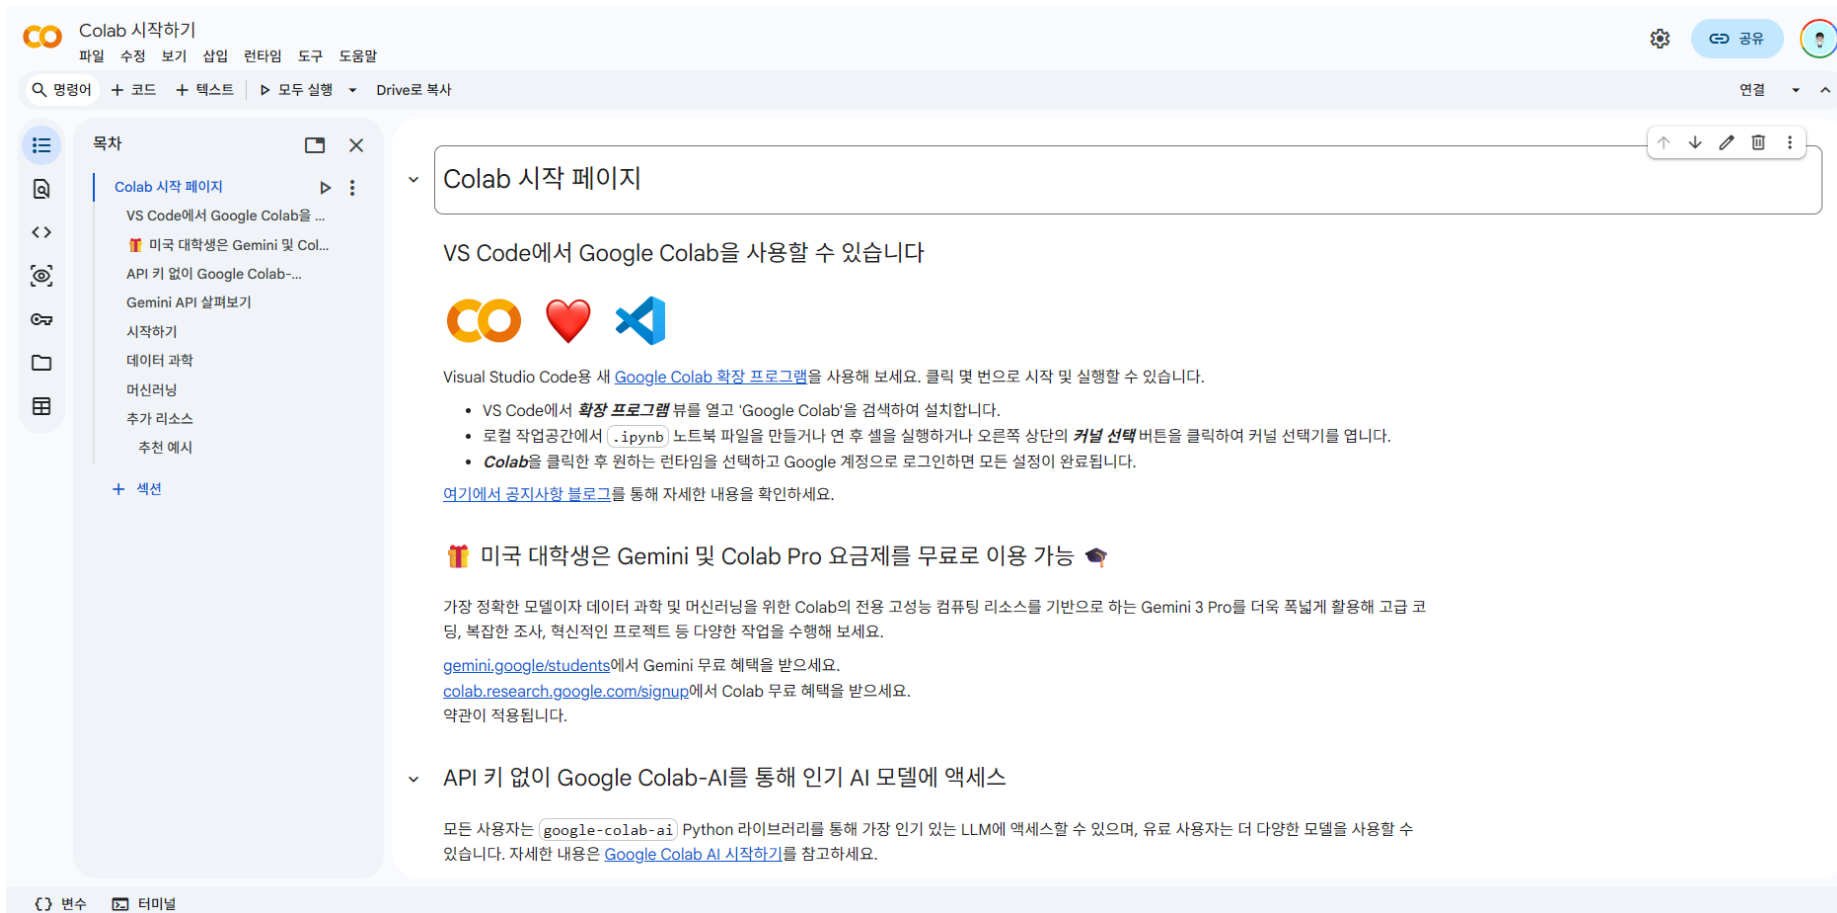 Colab 시작하기
파일 수정 보기 삽입 런타임 도구 도움말
공유
명령어 + 코드 + 텍스트 모두 실행 Drive로 복사
연결
목차
Colab 시작 페이지
VS Code에서 Google Colab을 ...
미국 대학생은 Gemini 및 Col...
API 키 없이 Google Colab-...
Gemini API 살펴보기
시작하기
데이터 과학
머신러닝
추가 리소스
추천 예시
+ 섹션
Colab 시작 페이지
VS Code에서 Google Colab을 사용할 수 있습니다
Visual Studio Code용 새 Google Colab 확장 프로그램을 사용해 보세요. 클릭 몇 번으로 시작 및 실행할 수 있습니다.
• VS Code에서 확장 프로그램 뷰를 열고 'Google Colab'을 검색하여 설치합니다.
• 로컬 작업공간에서 .ipynb 노트북 파일을 만들거나 연 후 셀을 실행하거나 오른쪽 상단의 커널 선택 버튼을 클릭하여 커널 선택기를 엽니다.
• Colab을 클릭한 후 원하는 런타임을 선택하고 Google 계정으로 로그인하면 모든 설정이 완료됩니다.
여기에서 공지사항 블로그를 통해 자세한 내용을 확인하세요.
미국 대학생은 Gemini 및 Colab Pro 요금제를 무료로 이용 가능
가장 정확한 모델이자 데이터 과학 및 머신러닝을 위한 Colab의 전용 고성능 컴퓨팅 리소스를 기반으로 하는 Gemini 3 Pro를 더욱 폭넓게 활용해 고급 코
딩, 복잡한 조사, 혁신적인 프로젝트 등 다양한 작업을 수행해 보세요.
gemini.google/students에서 Gemini 무료 혜택을 받으세요.
colab.research.google.com/signup에서 Colab 무료 혜택을 받으세요.
약관이 적용됩니다.
API 키 없이 Google Colab-AI를 통해 인기 AI 모델에 액세스
모든 사용자는 google-colab-ai Python 라이브러리를 통해 가장 인기 있는 LLM에 액세스할 수 있으며, 유료 사용자는 더 다양한 모델을 사용할 수
있습니다. 자세한 내용은 Google Colab AI 시작하기를 참고하세요.
변수 터미널